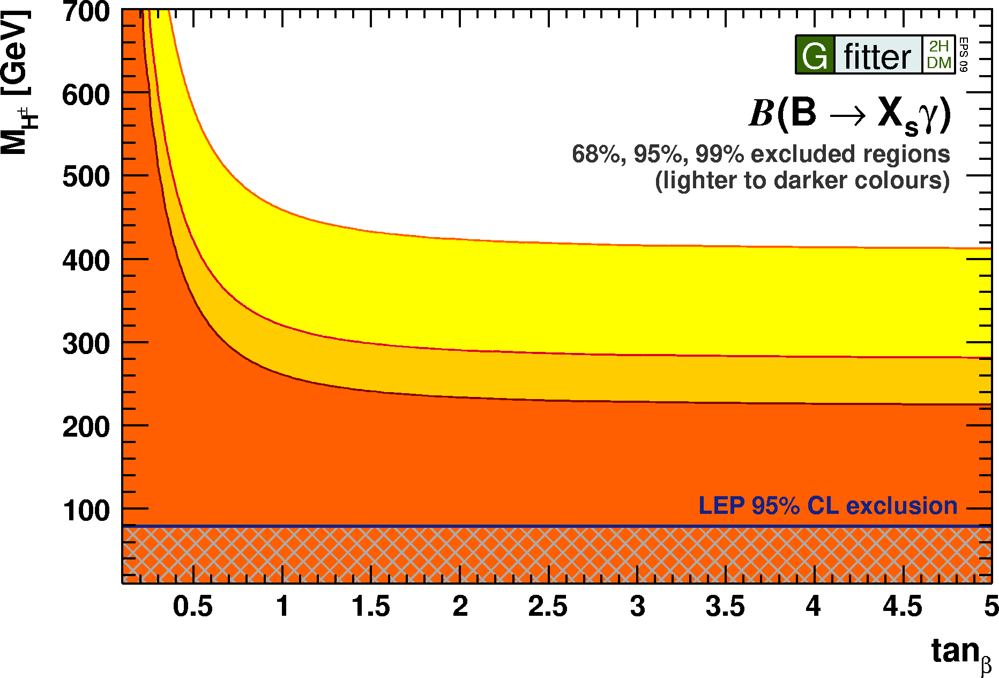 M_H± [GeV]
700
600
500
400
300
200
100
G fitter 2H DM
EPS 09
B(B → X_sγ)
68%, 95%, 99% excluded regions
(lighter to darker colours)
LEP 95% CL exclusion
0.5 1 1.5 2 2.5 3 3.5 4 4.5 5
tan_β